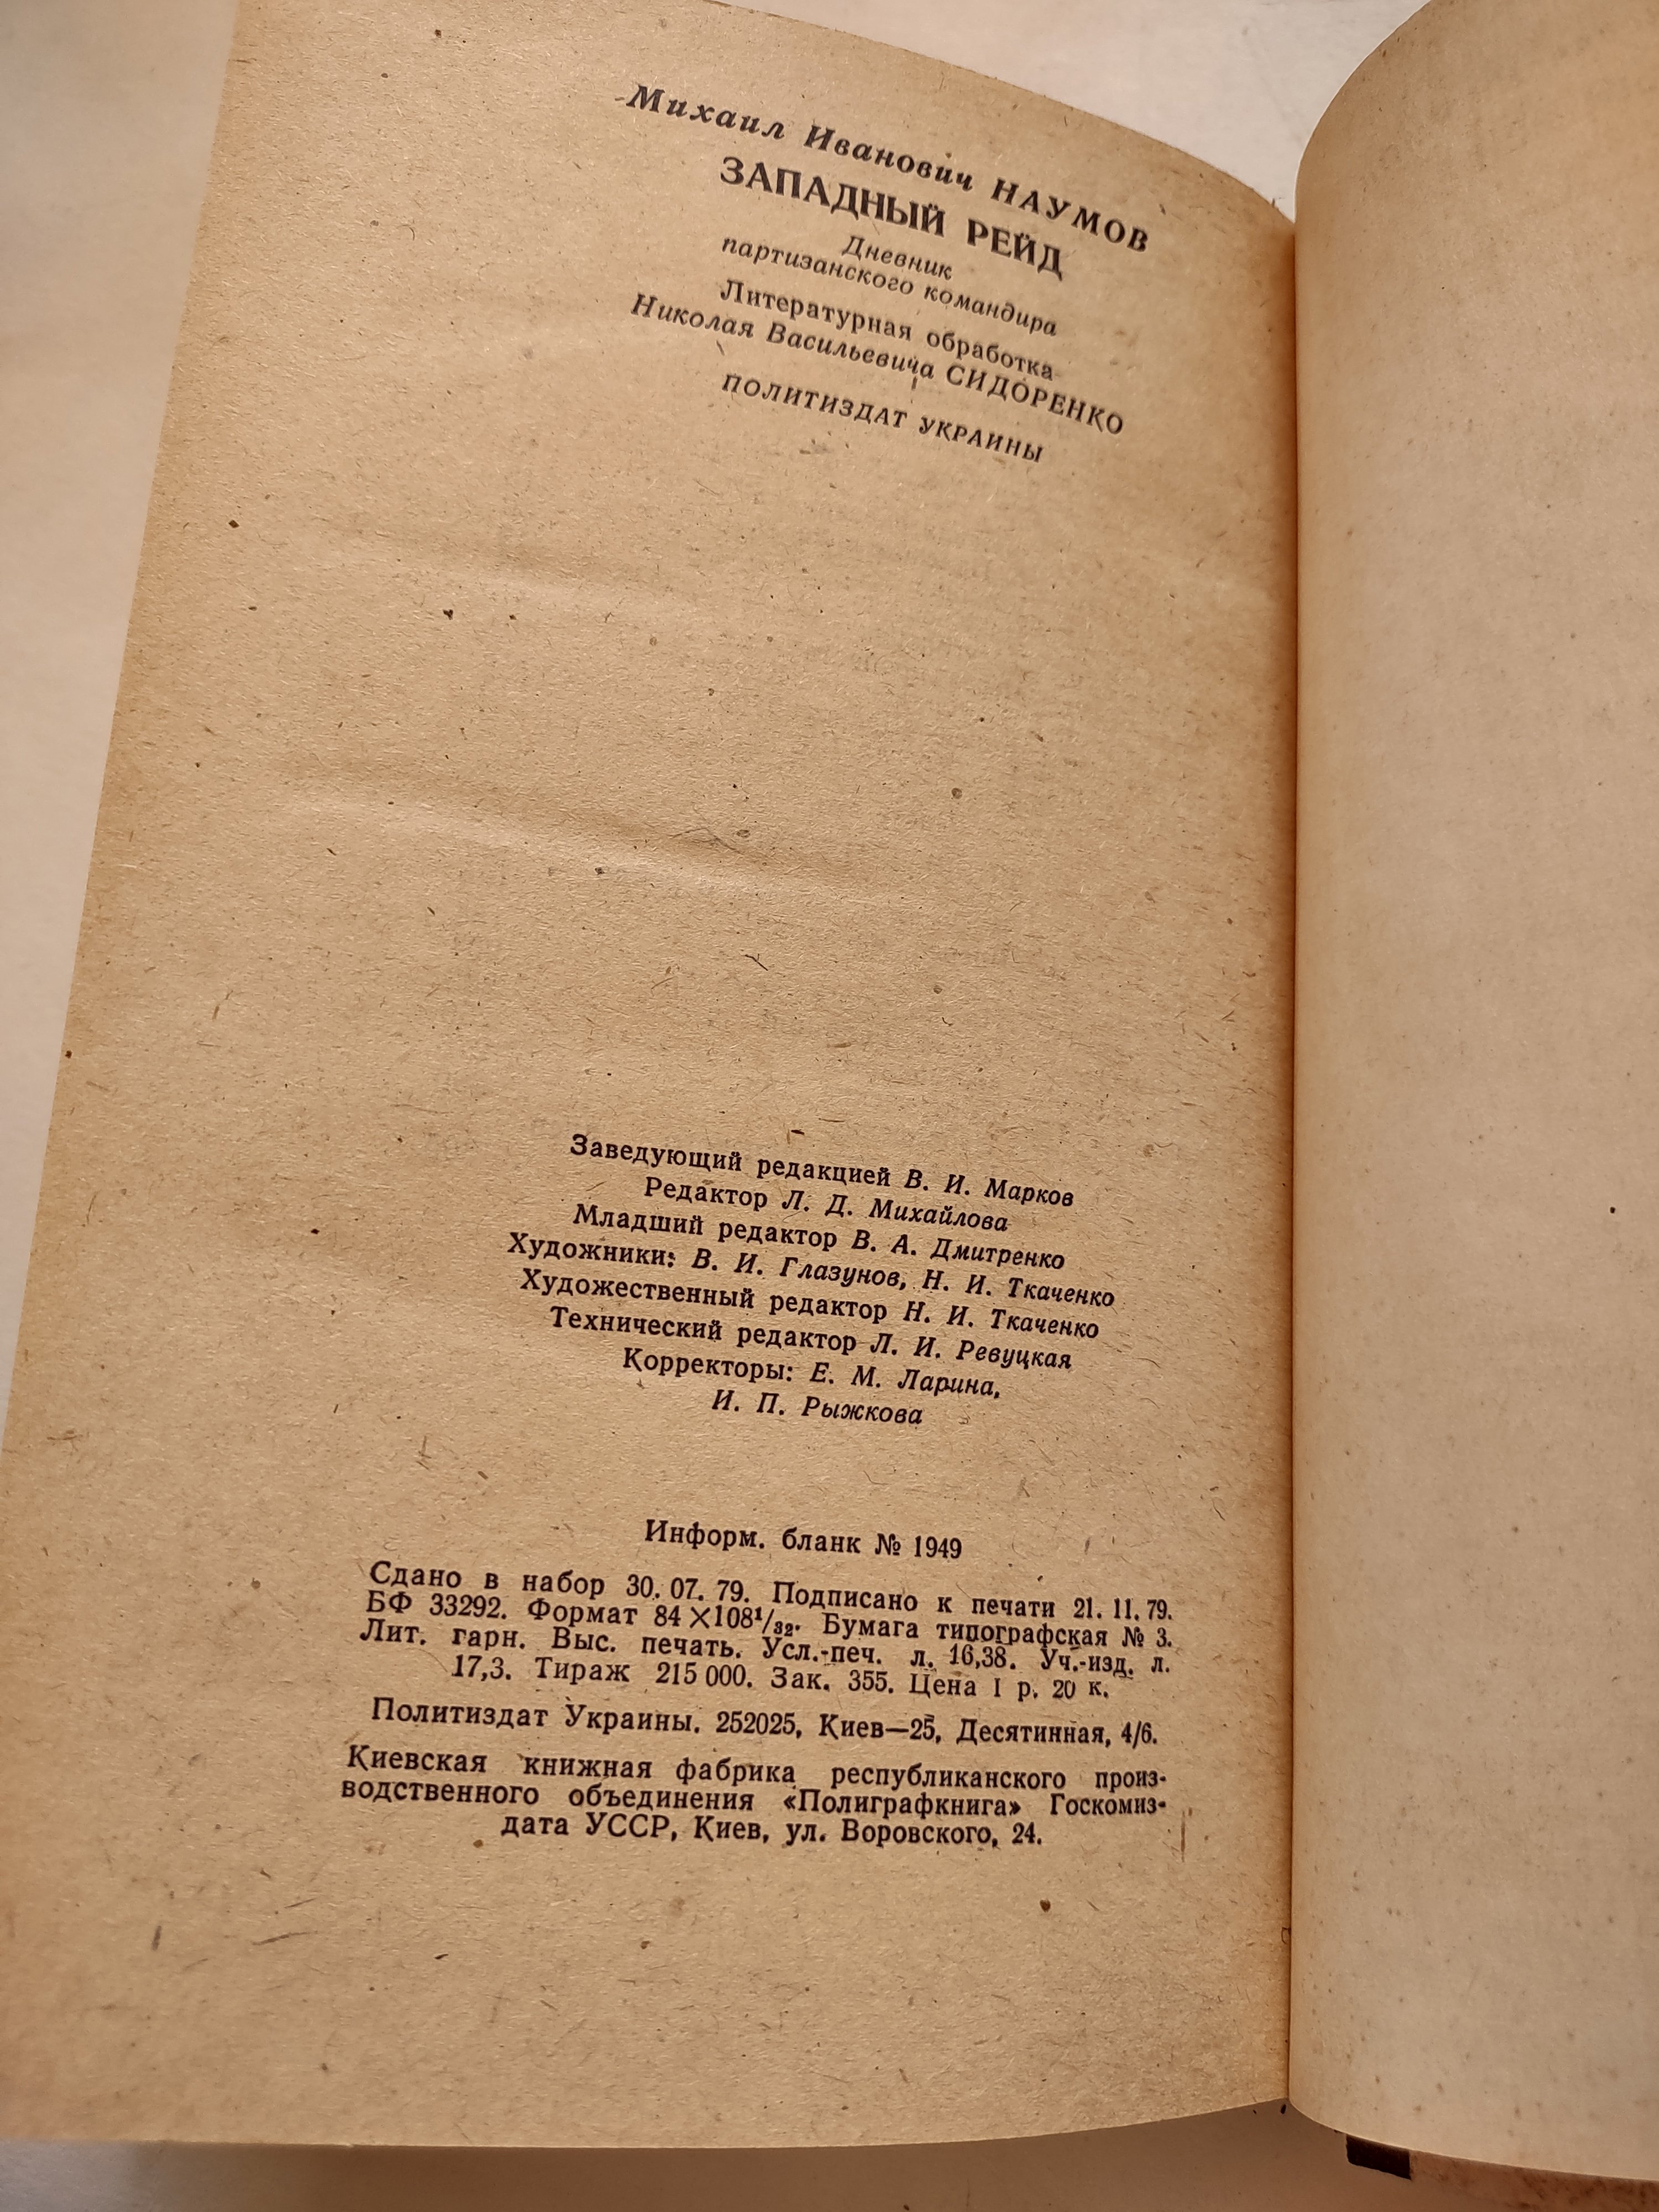 Михаил Иванович НАУМОВ
ЗАПАДНЫЙ РЕЙД
Дневник
партизанского командира
Литературная обработка
Николая Васильевича СИДОРЕНКО
ПОЛИТИЗДАТ УКРАИНЫ
Заведующий редакцией В. И. Марков
Редактор Л. Д. Михайлова
Младший редактор В. А. Дмитренко
Художники: В. И. Глазунов, Н. И. Ткаченко
Художественный редактор Н. И. Ткаченко
Технический редактор Л. И. Ревуцкая
Корректоры: Е. М. Ларина,
И. П. Рыжкова
Информ. бланк № 1949
Сдано в набор 30. 07. 79. Подписано к печати 21. 11. 79.
БФ 33292. Формат 84×108¹/₃₂. Бумага типографская № 3.
Лит. гарн. Выс. печать. Усл.-печ. л. 16,38. Уч.-изд. л.
17,3. Тираж 215 000. Зак. 355. Цена 1 р. 20 к.
Политиздат Украины. 252025, Киев—25, Десятинная, 4/6.
Киевская книжная фабрика республиканского произ-
водственного объединения «Полиграфкнига» Госкомиз-
дата УССР, Киев, ул. Воровского, 24.